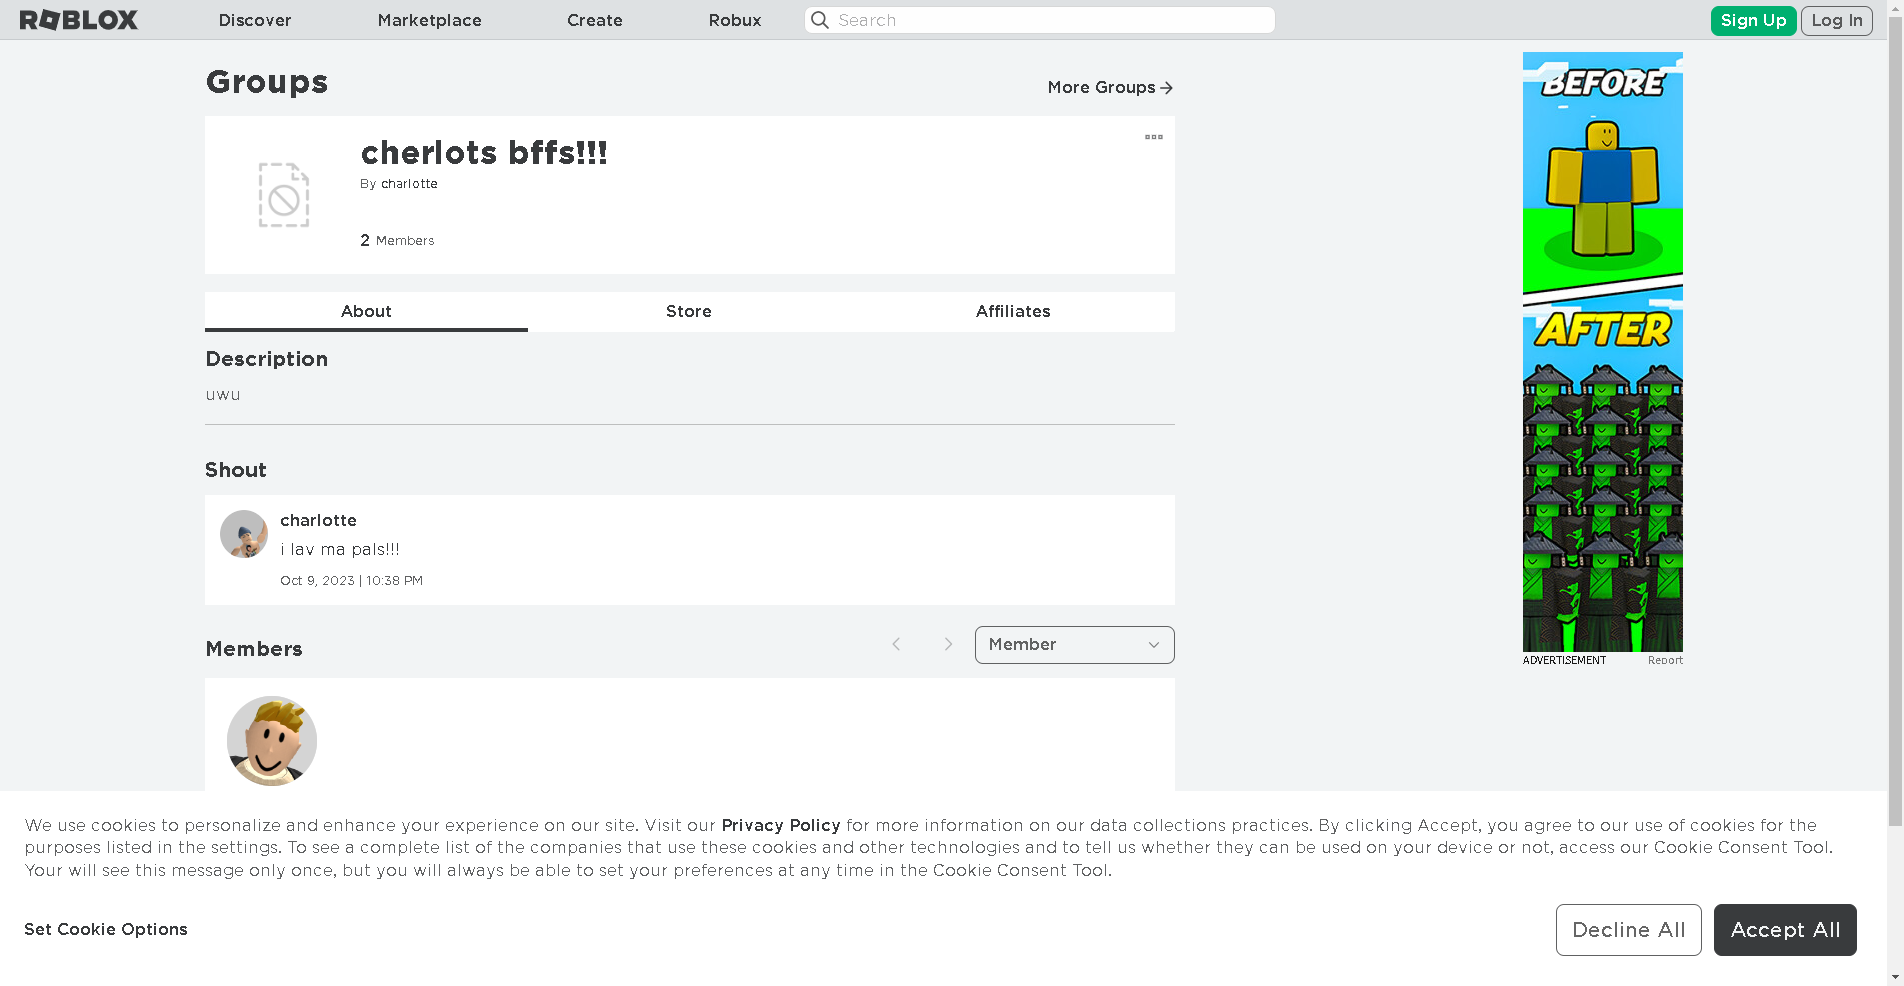 ROBLOX
Discover
Marketplace
Create
Robux
Search
Sign Up
Log In
Groups
More Groups
cherlots bffs!!!
By charlotte
2 Members
About
Store
Affiliates
Description
uwu
Shout
charlotte
i lav ma pals!!!
Oct 9, 2023 | 10:38 PM
Members
Member
BEFORE
AFTER
ADVERTISEMENT
Report
We use cookies to personalize and enhance your experience on our site. Visit our Privacy Policy for more information on our data collections practices. By clicking Accept, you agree to our use of cookies for the
purposes listed in the settings. To see a complete list of the companies that use these cookies and other technologies and to tell us whether they can be used on your device or not, access our Cookie Consent Tool.
Your will see this message only once, but you will always be able to set your preferences at any time in the Cookie Consent Tool.
Set Cookie Options
Decline All
Accept All